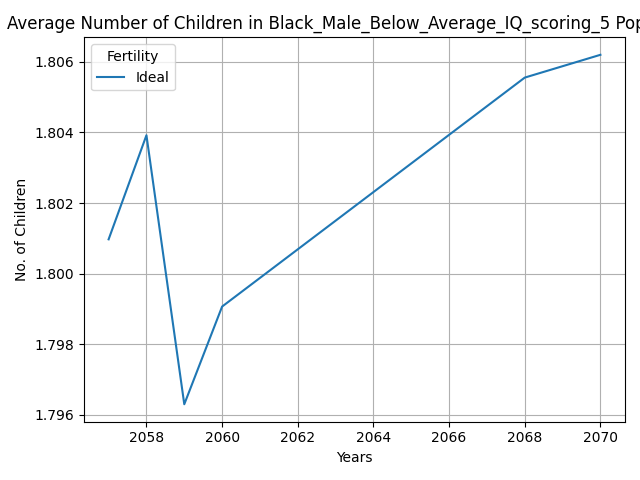 Average Number of Children in Black_Male_Below_Average_IQ_scoring_5 Pop
Fertility
Ideal
No. of Children
1.806
1.804
1.802
1.800
1.798
1.796
2058 2060 2062 2064 2066 2068 2070
Years